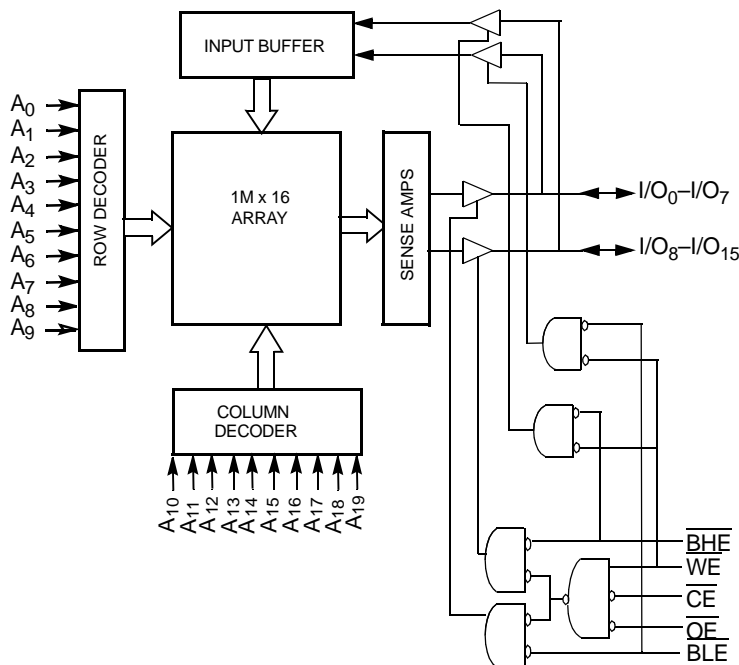 INPUT BUFFER
A0
A1
A2
A3
A4
A5
A6
A7
A8
A9
ROW DECODER
1M x 16
ARRAY
SENSE AMPS
I/O0–I/O7
I/O8–I/O15
COLUMN
DECODER
A10
A11
A12
A13
A14
A15
A16
A17
A18
A19
BHE
WE
CE
OE
BLE